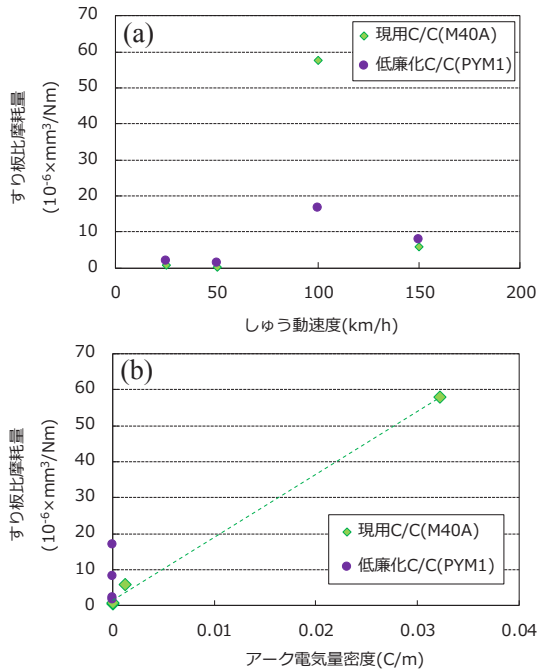 (a)
現用C/C(M40A)
低廉化C/C(PYM1)
70
60
50
40
30
20
10
0
すり板比摩耗量
(10⁻⁶×mm³/Nm)
0
50
100
150
200
しゅう動速度(km/h)
(b)
70
60
50
40
30
20
10
0
すり板比摩耗量
(10⁻⁶×mm³/Nm)
現用C/C(M40A)
低廉化C/C(PYM1)
0
0.01
0.02
0.03
0.04
アーク電気量密度(C/m)